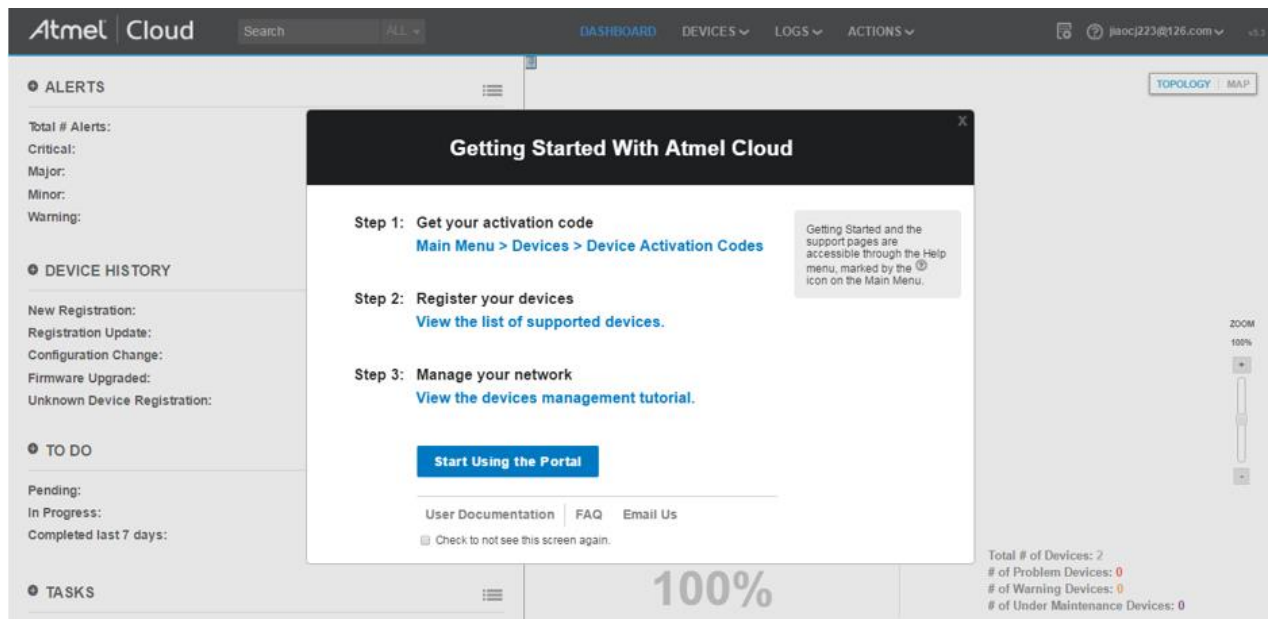 Atmel Cloud
Search
ALL
DASHBOARD DEVICES LOGS ACTIONS
jiaocj223@126.com
v5.3
ALERTS
Total # Alerts:
Critical:
Major:
Minor:
Warning:
DEVICE HISTORY
New Registration:
Registration Update:
Configuration Change:
Firmware Upgraded:
Unknown Device Registration:
TO DO
Pending:
In Progress:
Completed last 7 days:
TASKS
TOPOLOGY MAP
X
Getting Started With Atmel Cloud
Step 1: Get your activation code
Main Menu > Devices > Device Activation Codes
Step 2: Register your devices
View the list of supported devices.
Step 3: Manage your network
View the devices management tutorial.
Getting Started and the
support pages are
accessible through the Help
menu, marked by the ?
icon on the Main Menu.
Start Using the Portal
User Documentation FAQ Email Us
Check to not see this screen again.
ZOOM
100%
+
-
100%
Total # of Devices: 2
# of Problem Devices: 0
# of Warning Devices: 0
# of Under Maintenance Devices: 0